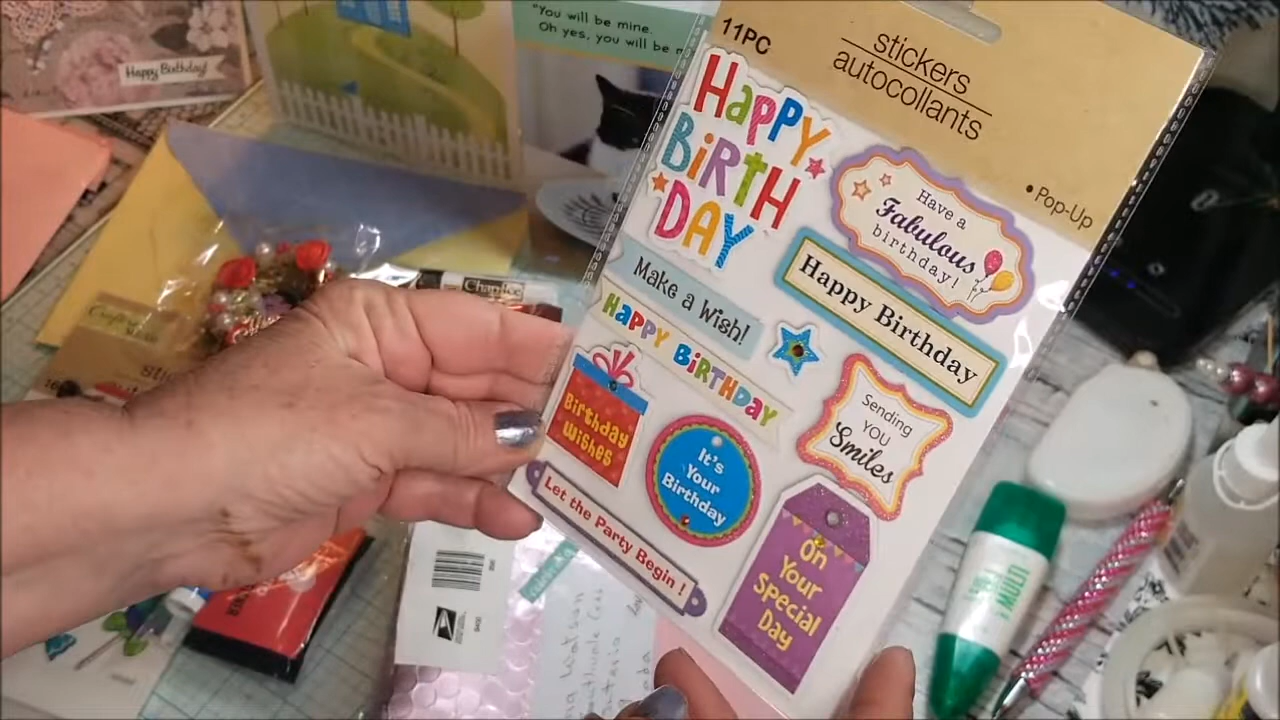 Happy Birthday!
"You will be mine.
Oh yes, you will be
11PC
stickers
autocollants
• Pop-Up
HAPPY
BIRTH
DAY
Have a
Fabulous
birthday!
Happy Birthday
Make a Wish!
HAPPY BIRTHDAY
Sending
YOU
Smiles
Birthday
Wishes
It's
Your
Birthday
Let the Party Begin!
On
Your
Special
Day
MULTI